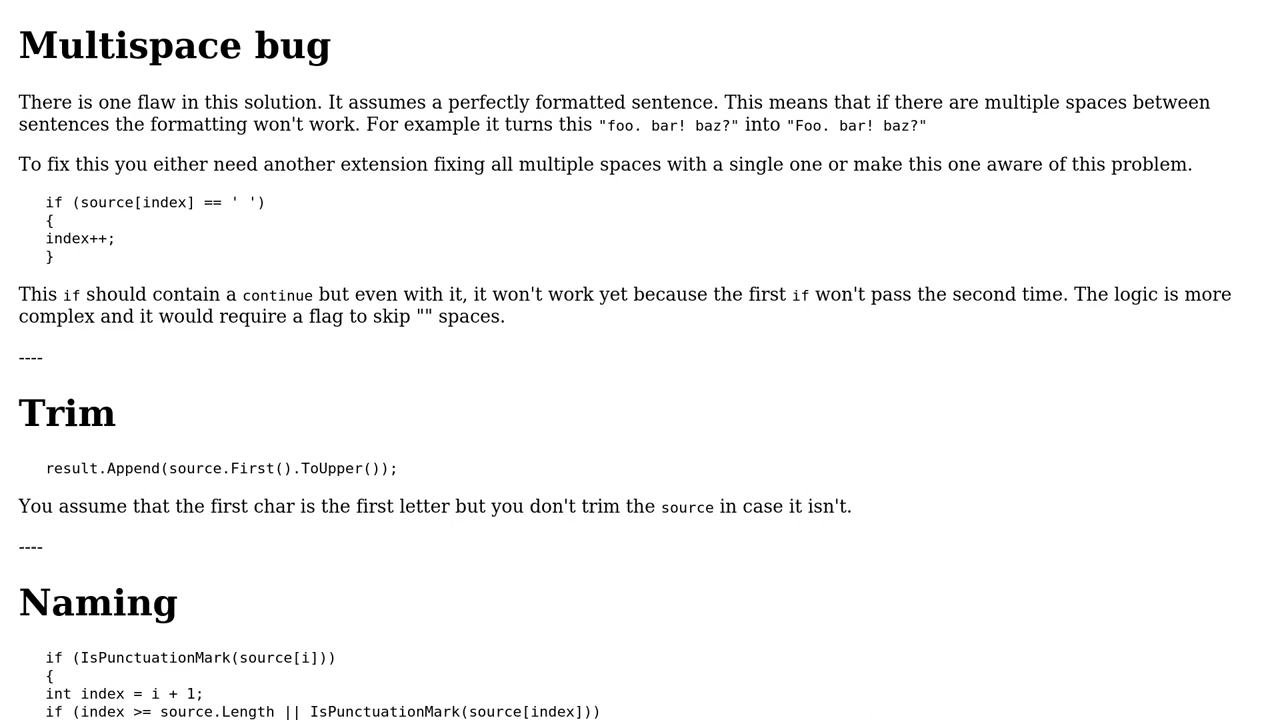 Multispace bug
There is one flaw in this solution. It assumes a perfectly formatted sentence. This means that if there are multiple spaces between
sentences the formatting won't work. For example it turns this "foo. bar! baz?" into "Foo. bar! baz?"
To fix this you either need another extension fixing all multiple spaces with a single one or make this one aware of this problem.
if (source[index] == ' ')
{
index++;
}
This if should contain a continue but even with it, it won't work yet because the first if won't pass the second time. The logic is more
complex and it would require a flag to skip "" spaces.
----
Trim
result.Append(source.First().ToUpper());
You assume that the first char is the first letter but you don't trim the source in case it isn't.
----
Naming
if (IsPunctuationMark(source[i]))
{
int index = i + 1;
if (index >= source.Length || IsPunctuationMark(source[index]))